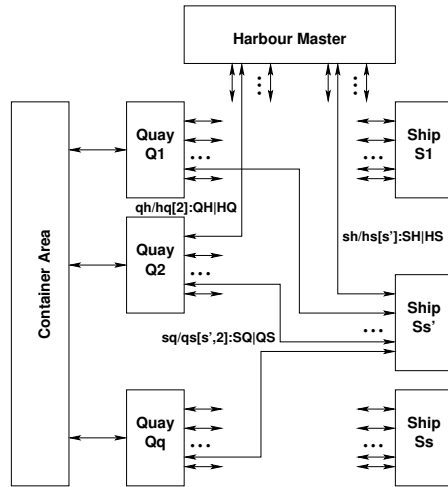 Harbour Master
Quay
Q1
Ship
S1
qh/hq[2]:QH|HQ
sh/hs[s']:SH|HS
Container Area
Quay
Q2
Ship
Ss'
sq/qs[s',2]:SQ|QS
Quay
Qq
Ship
Ss